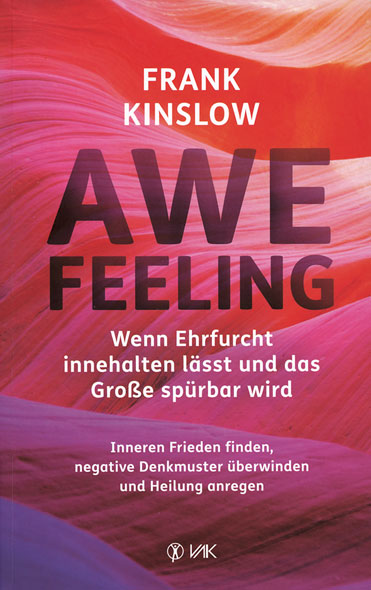 FRANK
KINSLOW
AWE
FEELING
Wenn Ehrfurcht
innehalten lässt und das
Große spürbar wird
Inneren Frieden finden,
negative Denkmuster überwinden
und Heilung anregen
VAK